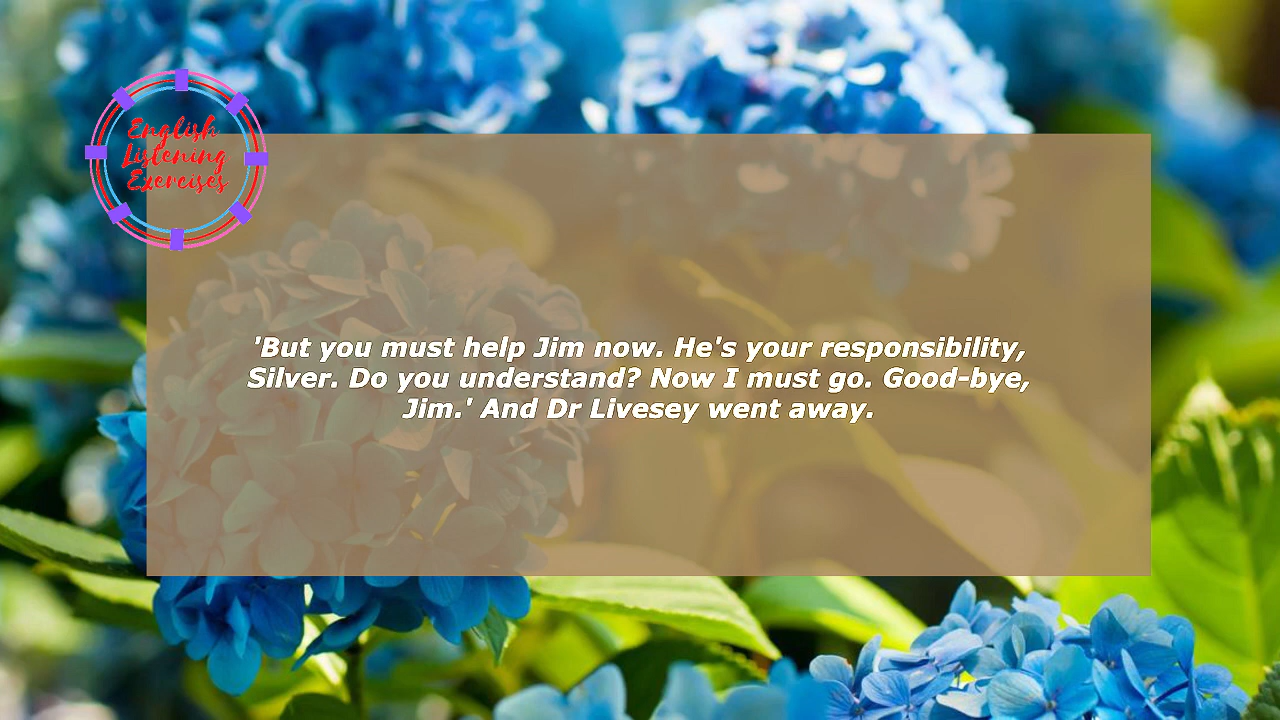 English
Listening
Exercises
'But you must help Jim now. He's your responsibility,
Silver. Do you understand? Now I must go. Good-bye,
Jim.' And Dr Livesey went away.